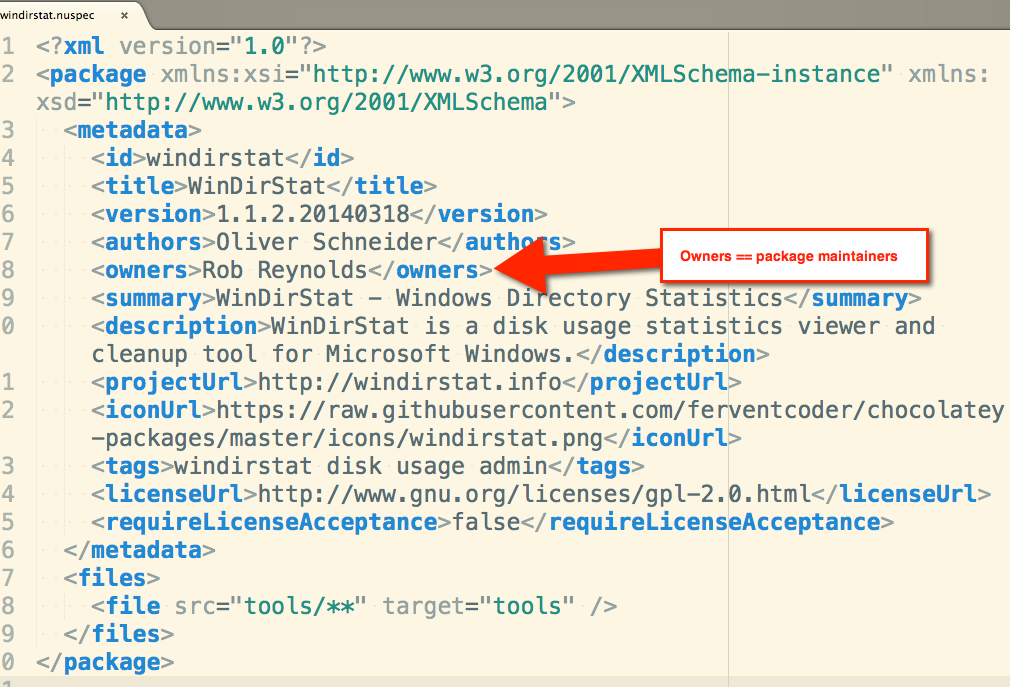 windirstat.nuspec ×
1 <?xml version="1.0"?>
2 <package xmlns:xsi="http://www.w3.org/2001/XMLSchema-instance" xmlns:
xsd="http://www.w3.org/2001/XMLSchema">
3 <metadata>
4 <id>windirstat</id>
5 <title>WinDirStat</title>
6 <version>1.1.2.20140318</version>
7 <authors>Oliver Schneider</authors>
8 <owners>Rob Reynolds</owners>
Owners == package maintainers
9 <summary>WinDirStat - Windows Directory Statistics</summary>
0 <description>WinDirStat is a disk usage statistics viewer and
cleanup tool for Microsoft Windows.</description>
1 <projectUrl>http://windirstat.info</projectUrl>
2 <iconUrl>https://raw.githubusercontent.com/ferventcoder/chocolatey
-packages/master/icons/windirstat.png</iconUrl>
3 <tags>windirstat disk usage admin</tags>
4 <licenseUrl>http://www.gnu.org/licenses/gpl-2.0.html</licenseUrl>
5 <requireLicenseAcceptance>false</requireLicenseAcceptance>
6 </metadata>
7 <files>
8 <file src="tools/**" target="tools" />
9 </files>
0 </package>